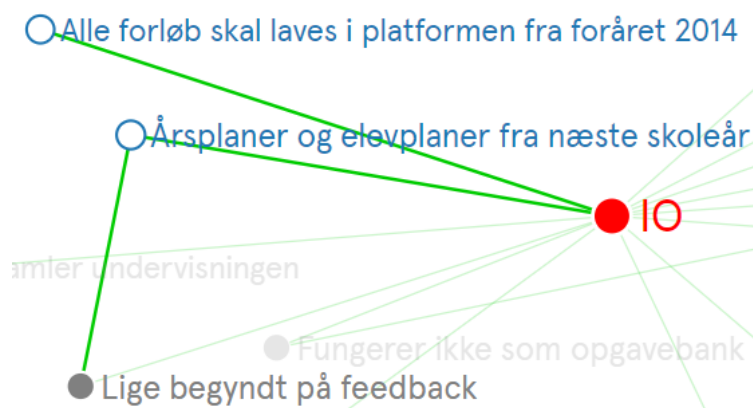 Alle forløb skal laves i platformen fra foråret 2014
Årsplaner og elevplaner fra næste skoleår
IO
amler undervisningen
Fungerer ikke som opgavebank
Lige begyndt på feedback